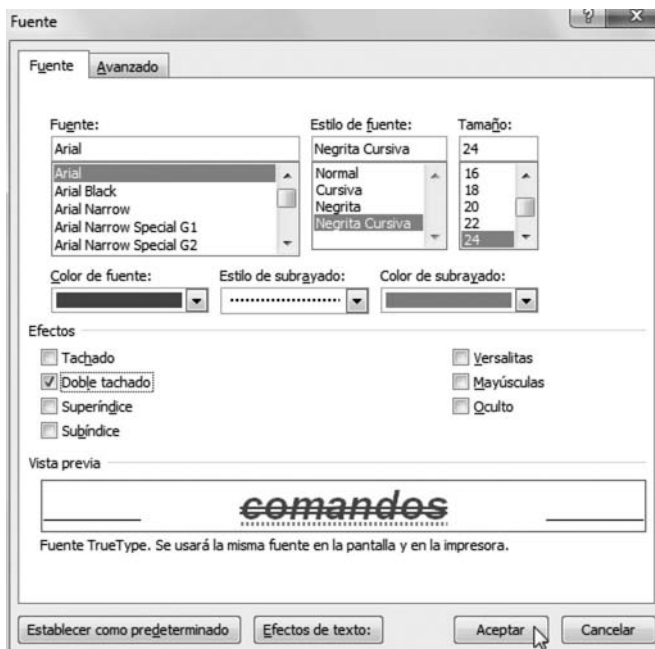 Fuente
Fuente Avanzado
Fuente: Estilo de fuente: Tamaño:
Arial Negrita Cursiva 24
Arial Normal 16
Arial Black Cursiva 18
Arial Narrow Negrita 20
Arial Narrow Special G1 Negrita Cursiva 22
Arial Narrow Special G2 24
Color de fuente: Estilo de subrayado: Color de subrayado:
Efectos
Tachado Versalitas
Doble tachado Mayúsculas
Superíndice Oculto
Subíndice
Vista previa
comandos
Fuente TrueType. Se usará la misma fuente en la pantalla y en la impresora.
Establecer como predeterminado Efectos de texto: Aceptar Cancelar